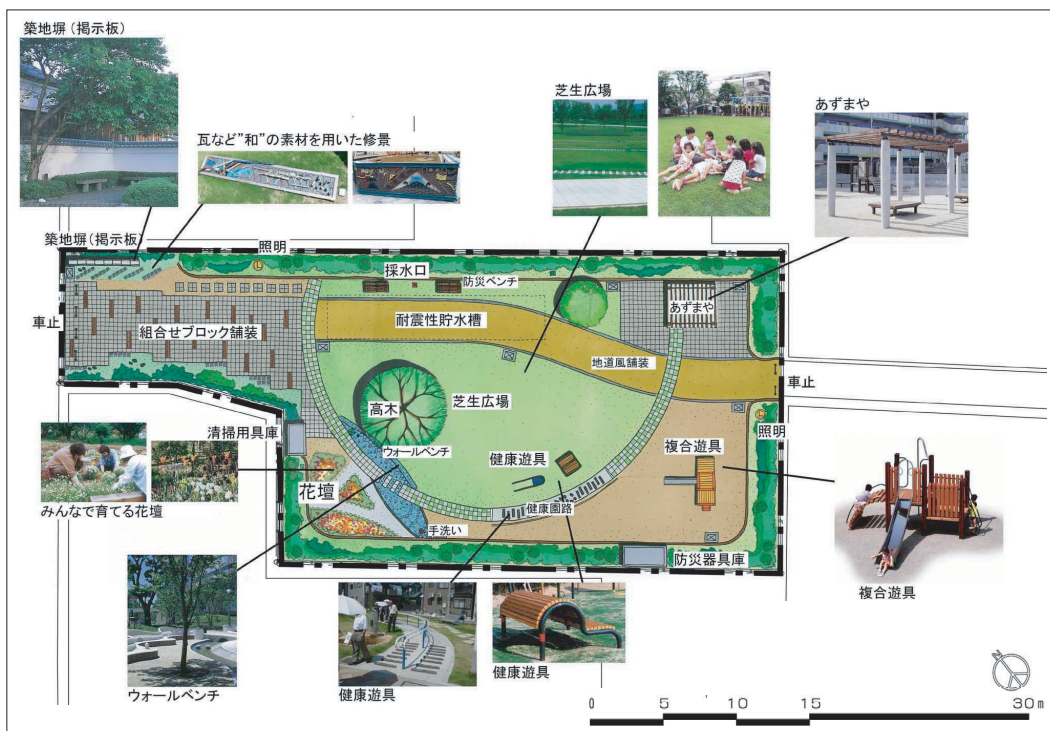 築地塀(掲示板)
瓦など”和”の素材を用いた修景
芝生広場
あずまや
築地塀(掲示板)
照明
採水口
防災ベンチ
あずまや
車止
組合せブロック舗装
耐震性貯水槽
地道風舗装
車止
高木
芝生広場
清掃用具庫
ウォールベンチ
照明
複合遊具
健康遊具
花壇
健康園路
みんなで育てる花壇
手洗い
防災器具庫
複合遊具
ウォールベンチ
健康遊具
健康遊具
0 5 10 15 30m